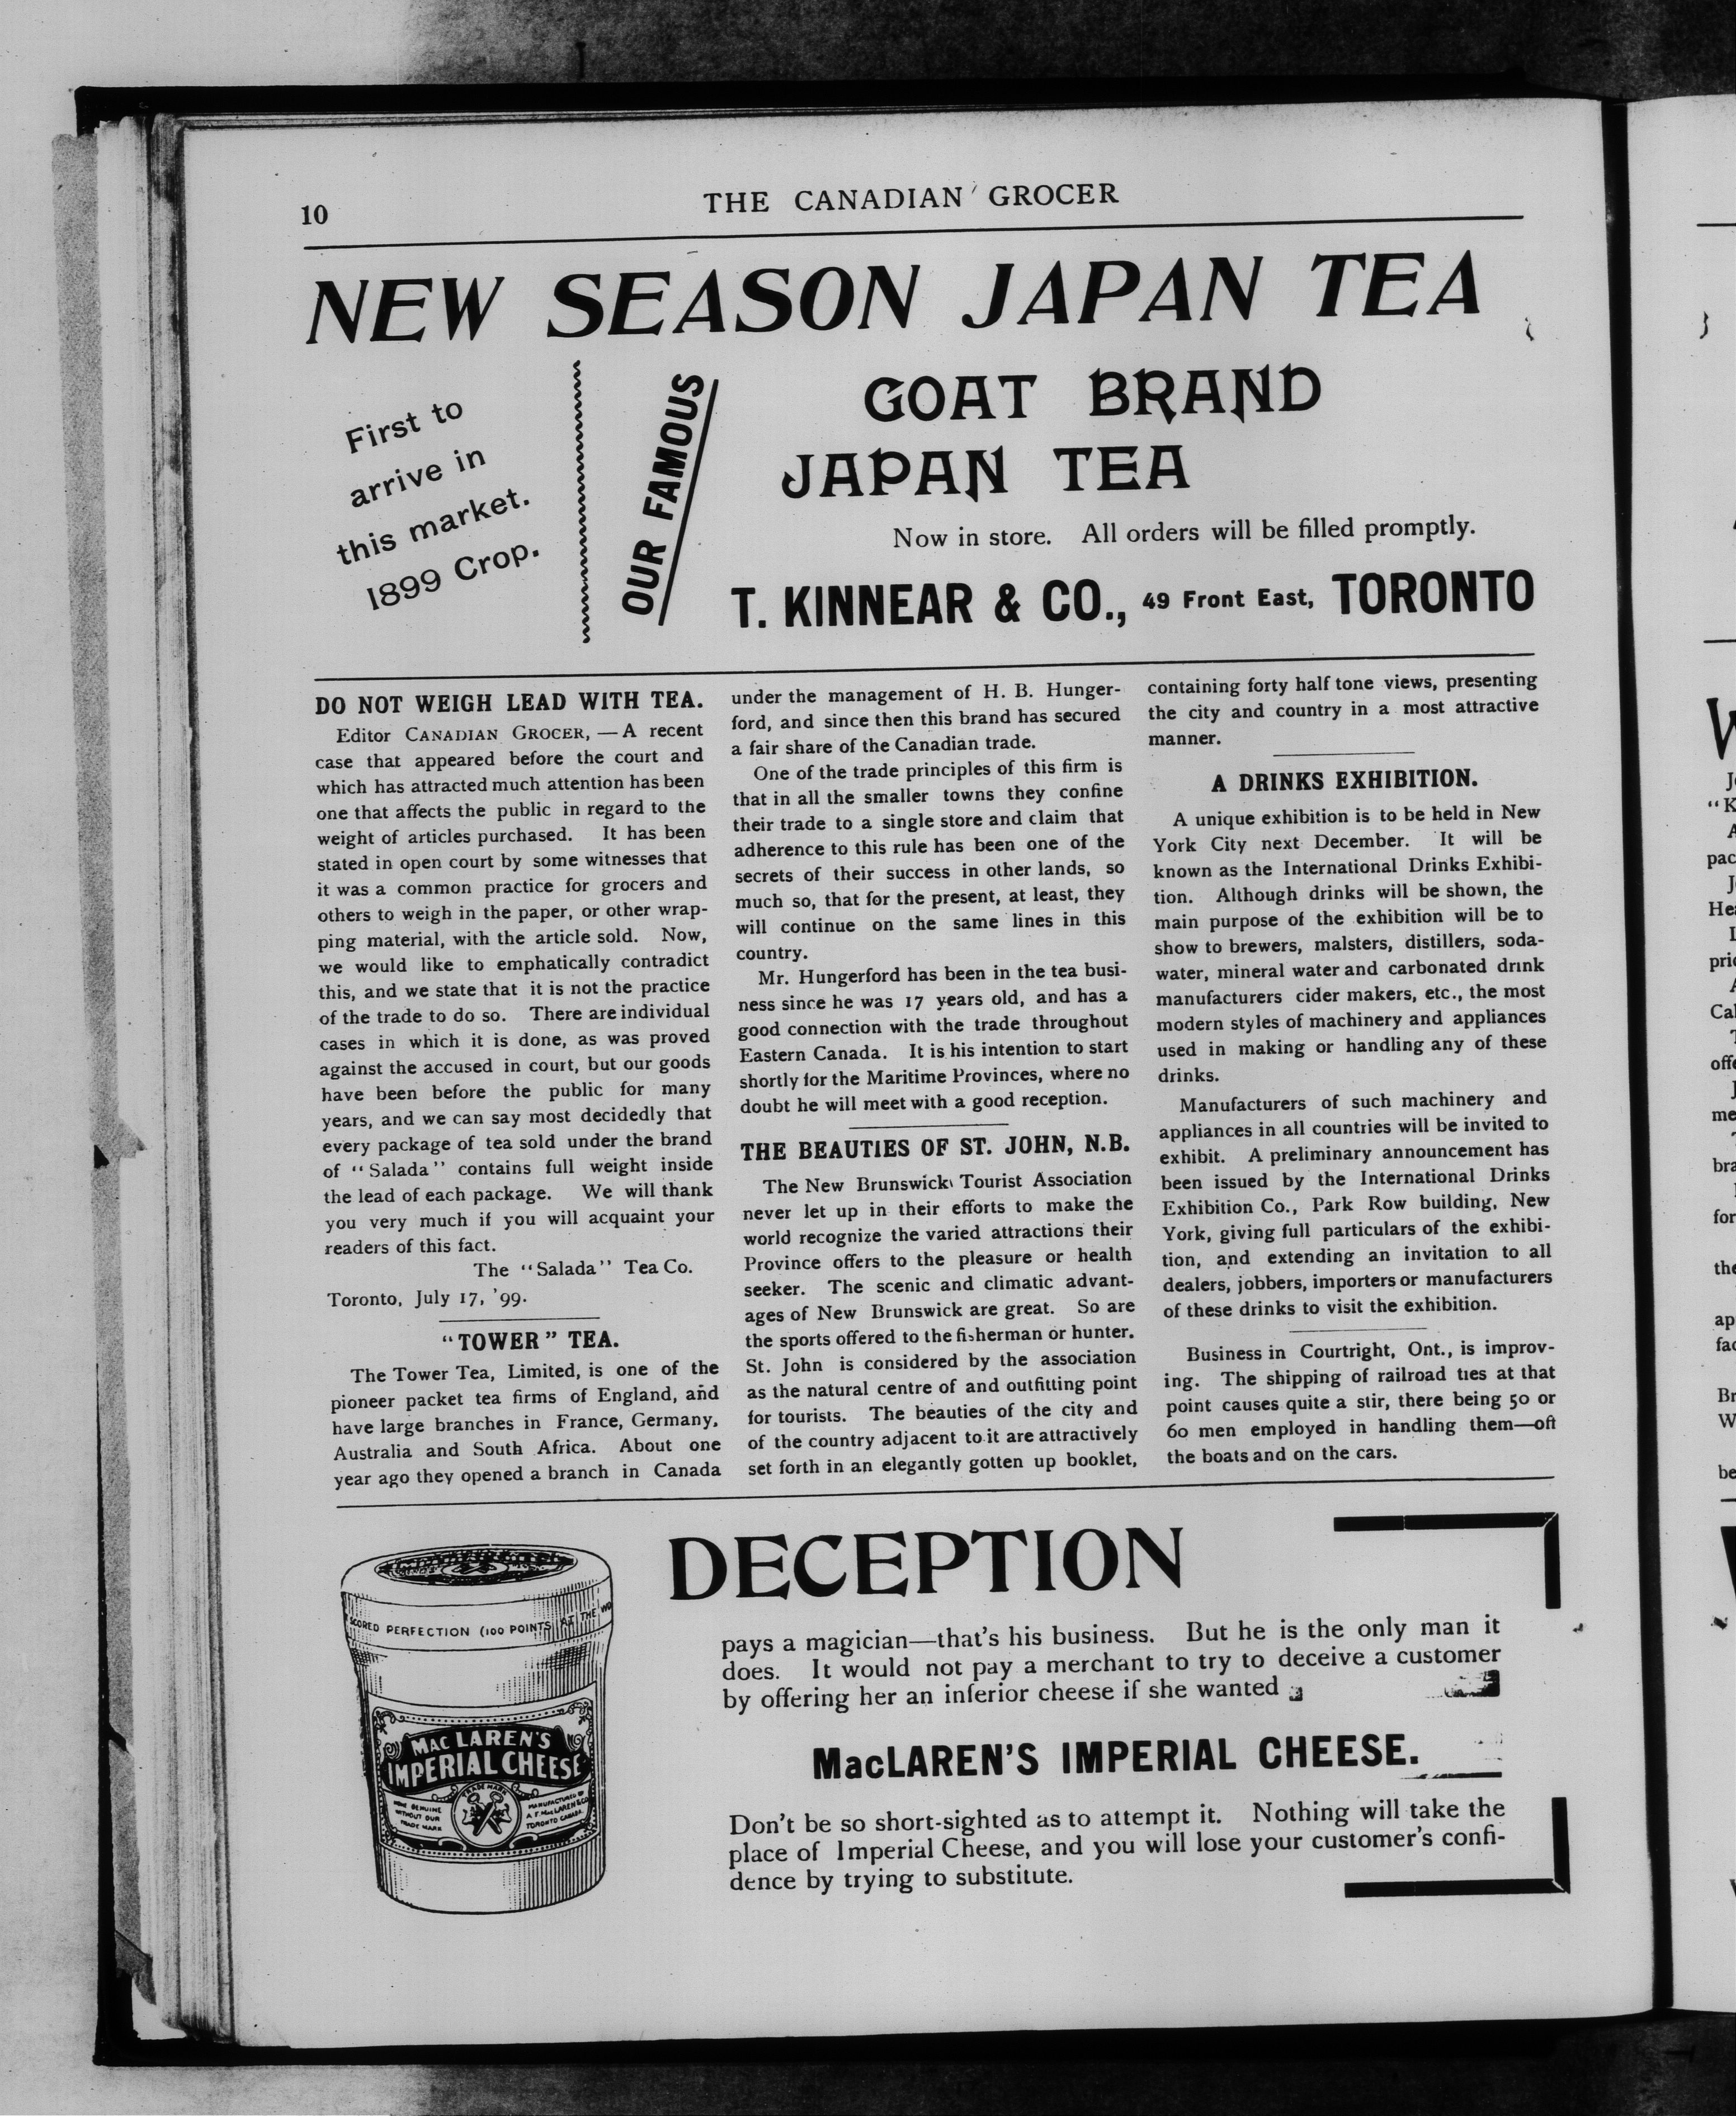 10
THE CANADIAN GROCER
NEW SEASON JAPAN TEA
First to
arrive in
this market.
1899 Crop.
OUR FAMOUS
GOAT BRAND
JAPAN TEA
Now in store. All orders will be filled promptly.
T. KINNEAR & CO., 49 Front East, TORONTO
DO NOT WEIGH LEAD WITH TEA.
Editor CANADIAN GROCER, — A recent
case that appeared before the court and
which has attracted much attention has been
one that affects the public in regard to the
weight of articles purchased. It has been
stated in open court by some witnesses that
it was a common practice for grocers and
others to weigh in the paper, or other wrap-
ping material, with the article sold. Now,
we would like to emphatically contradict
this, and we state that it is not the practice
of the trade to do so. There are individual
cases in which it is done, as was proved
against the accused in court, but our goods
have been before the public for many
years, and we can say most decidedly that
every package of tea sold under the brand
of "Salada" contains full weight inside
the lead of each package. We will thank
you very much if you will acquaint your
readers of this fact.
The "Salada" Tea Co.
Toronto, July 17, '99.
"TOWER" TEA.
The Tower Tea, Limited, is one of the
pioneer packet tea firms of England, and
have large branches in France, Germany,
Australia and South Africa. About one
year ago they opened a branch in Canada
under the management of H. B. Hunger-
ford, and since then this brand has secured
a fair share of the Canadian trade.
One of the trade principles of this firm is
that in all the smaller towns they confine
their trade to a single store and claim that
adherence to this rule has been one of the
secrets of their success in other lands, so
much so, that for the present, at least, they
will continue on the same lines in this
country.
Mr. Hungerford has been in the tea busi-
ness since he was 17 years old, and has a
good connection with the trade throughout
Eastern Canada. It is his intention to start
shortly for the Maritime Provinces, where no
doubt he will meet with a good reception.
THE BEAUTIES OF ST. JOHN, N.B.
The New Brunswick Tourist Association
never let up in their efforts to make the
world recognize the varied attractions their
Province offers to the pleasure or health
seeker. The scenic and climatic advant-
ages of New Brunswick are great. So are
the sports offered to the fisherman or hunter.
St. John is considered by the association
as the natural centre of and outfitting point
for tourists. The beauties of the city and
of the country adjacent to it are attractively
set forth in an elegantly gotten up booklet,
containing forty half tone views, presenting
the city and country in a most attractive
manner.
A DRINKS EXHIBITION.
A unique exhibition is to be held in New
York City next December. It will be
known as the International Drinks Exhibi-
tion. Although drinks will be shown, the
main purpose of the exhibition will be to
show to brewers, malsters, distillers, soda-
water, mineral water and carbonated drink
manufacturers cider makers, etc., the most
modern styles of machinery and appliances
used in making or handling any of these
drinks.
Manufacturers of such machinery and
appliances in all countries will be invited to
exhibit. A preliminary announcement has
been issued by the International Drinks
Exhibition Co., Park Row building, New
York, giving full particulars of the exhibi-
tion, and extending an invitation to all
dealers, jobbers, importers or manufacturers
of these drinks to visit the exhibition.
Business in Courtright, Ont., is improv-
ing. The shipping of railroad ties at that
point causes quite a stir, there being 50 or
60 men employed in handling them—oft
the boats and on the cars.
SCORED PERFECTION (100 POINTS) AT THE WO
MAC LAREN'S
IMPERIAL CHEESE
TRADE MARK
NONE GENUINE
WITHOUT OUR
TRADE MARK
MANUFACTURED BY
A. F. MacLAREN & CO.
TORONTO CANADA.
DECEPTION
pays a magician—that's his business. But he is the only man it
does. It would not pay a merchant to try to deceive a customer
by offering her an inferior cheese if she wanted
MacLAREN'S IMPERIAL CHEESE.
Don't be so short-sighted as to attempt it. Nothing will take the
place of Imperial Cheese, and you will lose your customer's confi-
dence by trying to substitute.